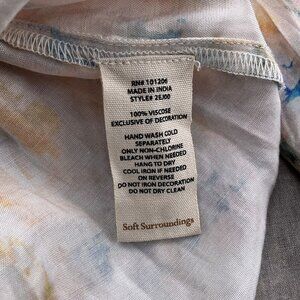 RN# 101206
MADE IN INDIA
STYLE# 2EJ00
100% VISCOSE
EXCLUSIVE OF DECORATION
HAND WASH COLD
SEPARATELY
ONLY NON-CHLORINE
BLEACH WHEN NEEDED
HANG TO DRY
COOL IRON IF NEEDED
ON REVERSE
DO NOT IRON DECORATION
DO NOT DRY CLEAN
Soft Surroundings